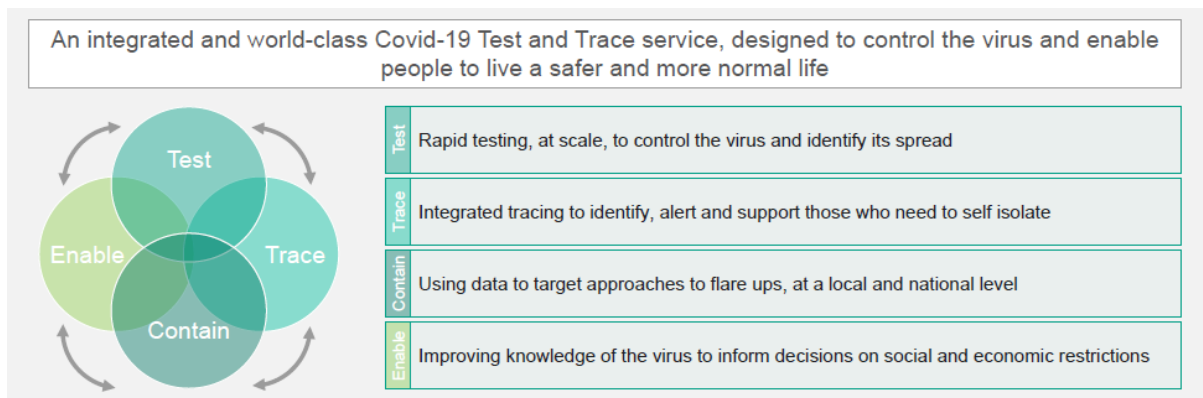 An integrated and world-class Covid-19 Test and Trace service, designed to control the virus and enable
people to live a safer and more normal life
Test
Enable
Trace
Contain
Test
Rapid testing, at scale, to control the virus and identify its spread
Trace
Integrated tracing to identify, alert and support those who need to self isolate
Contain
Using data to target approaches to flare ups, at a local and national level
Enable
Improving knowledge of the virus to inform decisions on social and economic restrictions